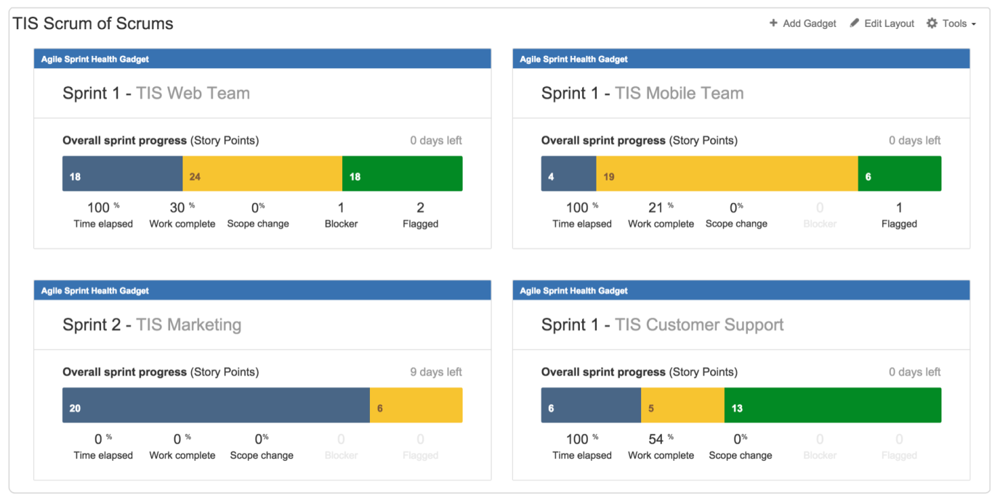 TIS Scrum of Scrums
Add Gadget Edit Layout Tools
Agile Sprint Health Gadget
Sprint 1 - TIS Web Team
Overall sprint progress (Story Points) 0 days left
18 24 18
100 % 30 % 0% 1 2
Time elapsed Work complete Scope change Blocker Flagged
Agile Sprint Health Gadget
Sprint 1 - TIS Mobile Team
Overall sprint progress (Story Points) 0 days left
4 19 6
100 % 21 % 0% 0 1
Time elapsed Work complete Scope change Blocker Flagged
Agile Sprint Health Gadget
Sprint 2 - TIS Marketing
Overall sprint progress (Story Points) 9 days left
20 6
0 % 0 % 0% 0 0
Time elapsed Work complete Scope change Blocker Flagged
Agile Sprint Health Gadget
Sprint 1 - TIS Customer Support
Overall sprint progress (Story Points) 0 days left
6 5 13
100 % 54 % 0% 0 0
Time elapsed Work complete Scope change Blocker Flagged